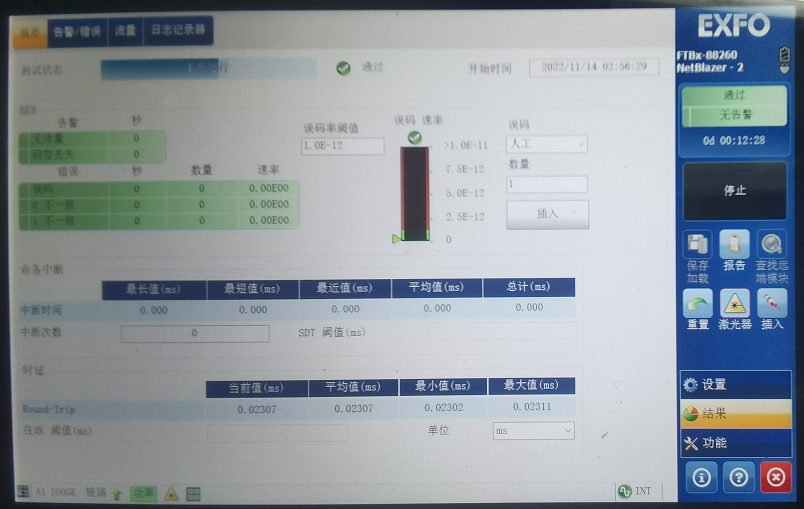 摘要 告警/错误 流量 日志记录器
EXFO
FTBx-88260
NetBlazer - 2
测试状态 通过 开始时间 2022/11/14 02:56:29
通过
无告警
0d 00:12:28
BER
告警 秒
无流量 0
码型丢失 0
错误 秒 数量 速率
误码 0 0 0.00E00
0 不一致 0 0 0.00E00
1 不一致 0 0 0.00E00
误码率阈值
1.0E-12
误码 速率
>1.0E-11
7.5E-12
5.0E-12
2.5E-12
0
误码
人工
数量
1
插入
停止
保存 加载 报告 查找远端模块
重置 激光器 插入
业务中断
最长值(ms) 最短值(ms) 最近值(ms) 平均值(ms) 总计(ms)
中断时间 0.000 0.000 0.000 0.000 0.000
中断次数 0 SDT 阈值(ms)
时延
当前值(ms) 平均值(ms) 最小值(ms) 最大值(ms)
Round-Trip 0.02307 0.02307 0.02302 0.02311
往返 阈值(ms) 单位 ms
设置
结果
功能
A1 100GE 链路 功率 INT